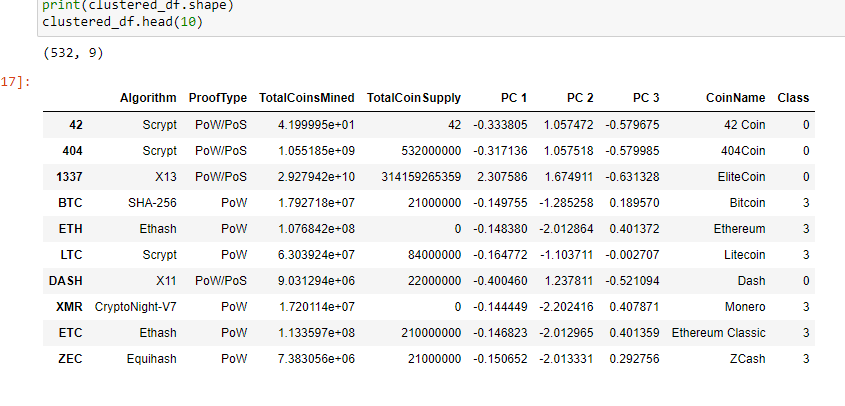 print(clustered_df.shape)
clustered_df.head(10)
(532, 9)
17]:
Algorithm ProofType TotalCoinsMined TotalCoinSupply PC 1 PC 2 PC 3 CoinName Class
42 Scrypt PoW/PoS 4.199995e+01 42 -0.333805 1.057472 -0.579675 42 Coin 0
404 Scrypt PoW/PoS 1.055185e+09 532000000 -0.317136 1.057518 -0.579985 404Coin 0
1337 X13 PoW/PoS 2.927942e+10 314159265359 2.307586 1.674911 -0.631328 EliteCoin 0
BTC SHA-256 PoW 1.792718e+07 21000000 -0.149755 -1.285258 0.189570 Bitcoin 3
ETH Ethash PoW 1.076842e+08 0 -0.148380 -2.012864 0.401372 Ethereum 3
LTC Scrypt PoW 6.303924e+07 84000000 -0.164772 -1.103711 -0.002707 Litecoin 3
DASH X11 PoW/PoS 9.031294e+06 22000000 -0.400460 1.237811 -0.521094 Dash 0
XMR CryptoNight-V7 PoW 1.720114e+07 0 -0.144449 -2.202416 0.407871 Monero 3
ETC Ethash PoW 1.133597e+08 210000000 -0.146823 -2.012965 0.401359 Ethereum Classic 3
ZEC Equihash PoW 7.383056e+06 21000000 -0.150652 -2.013331 0.292756 ZCash 3